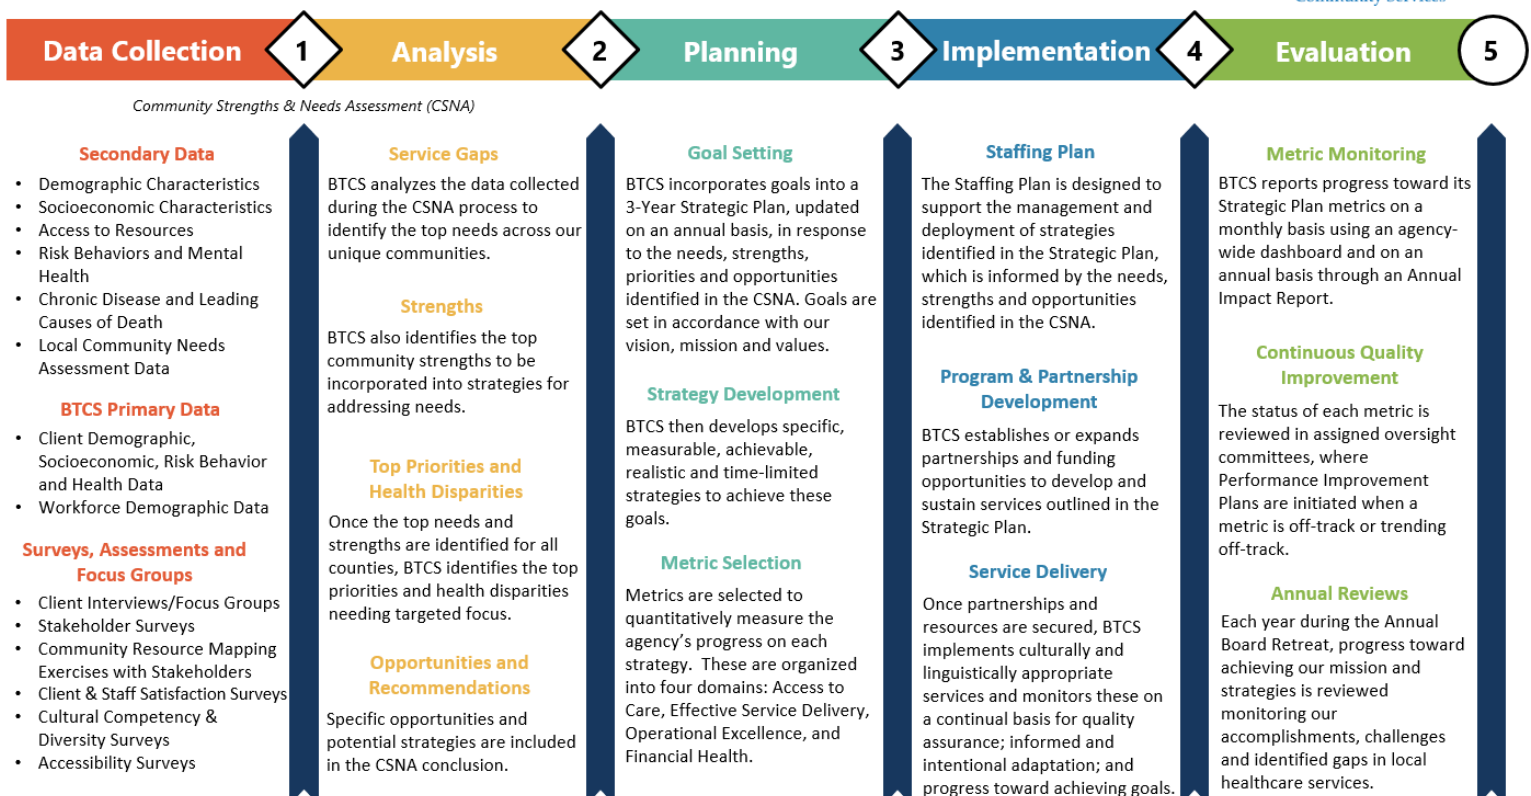 Community Services
Data Collection
1
Analysis
2
Planning
3
Implementation
4
Evaluation
5
Community Strengths & Needs Assessment (CSNA)
Secondary Data
• Demographic Characteristics
• Socioeconomic Characteristics
• Access to Resources
• Risk Behaviors and Mental
Health
• Chronic Disease and Leading
Causes of Death
• Local Community Needs
Assessment Data
BTCS Primary Data
• Client Demographic,
Socioeconomic, Risk Behavior
and Health Data
• Workforce Demographic Data
Surveys, Assessments and
Focus Groups
• Client Interviews/Focus Groups
• Stakeholder Surveys
• Community Resource Mapping
Exercises with Stakeholders
• Client & Staff Satisfaction Surveys
• Cultural Competency &
Diversity Surveys
• Accessibility Surveys
Service Gaps
BTCS analyzes the data collected
during the CSNA process to
identify the top needs across our
unique communities.
Strengths
BTCS also identifies the top
community strengths to be
incorporated into strategies for
addressing needs.
Top Priorities and
Health Disparities
Once the top needs and
strengths are identified for all
counties, BTCS identifies the top
priorities and health disparities
needing targeted focus.
Opportunities and
Recommendations
Specific opportunities and
potential strategies are included
in the CSNA conclusion.
Goal Setting
BTCS incorporates goals into a
3-Year Strategic Plan, updated
on an annual basis, in response
to the needs, strengths,
priorities and opportunities
identified in the CSNA. Goals are
set in accordance with our
vision, mission and values.
Strategy Development
BTCS then develops specific,
measurable, achievable,
realistic and time-limited
strategies to achieve these
goals.
Metric Selection
Metrics are selected to
quantitatively measure the
agency's progress on each
strategy. These are organized
into four domains: Access to
Care, Effective Service Delivery,
Operational Excellence, and
Financial Health.
Staffing Plan
The Staffing Plan is designed to
support the management and
deployment of strategies
identified in the Strategic Plan,
which is informed by the needs,
strengths and opportunities
identified in the CSNA.
Program & Partnership
Development
BTCS establishes or expands
partnerships and funding
opportunities to develop and
sustain services outlined in the
Strategic Plan.
Service Delivery
Once partnerships and
resources are secured, BTCS
implements culturally and
linguistically appropriate
services and monitors these on
a continual basis for quality
assurance; informed and
intentional adaptation; and
progress toward achieving goals.
Metric Monitoring
BTCS reports progress toward its
Strategic Plan metrics on a
monthly basis using an agency-
wide dashboard and on an
annual basis through an Annual
Impact Report.
Continuous Quality
Improvement
The status of each metric is
reviewed in assigned oversight
committees, where
Performance Improvement
Plans are initiated when a
metric is off-track or trending
off-track.
Annual Reviews
Each year during the Annual
Board Retreat, progress toward
achieving our mission and
strategies is reviewed
monitoring our
accomplishments, challenges
and identified gaps in local
healthcare services.